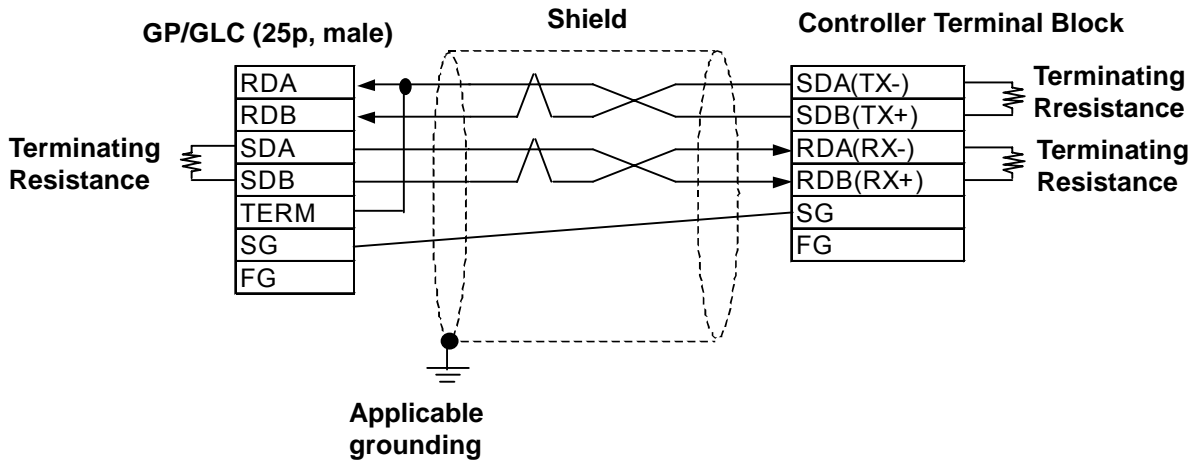 Shield
GP/GLC (25p, male)
Controller Terminal Block
RDA
RDB
SDA
SDB
TERM
SG
FG
Terminating
Resistance
SDA(TX-)
SDB(TX+)
RDA(RX-)
RDB(RX+)
SG
FG
Terminating
Rresistance
Terminating
Resistance
Applicable
grounding